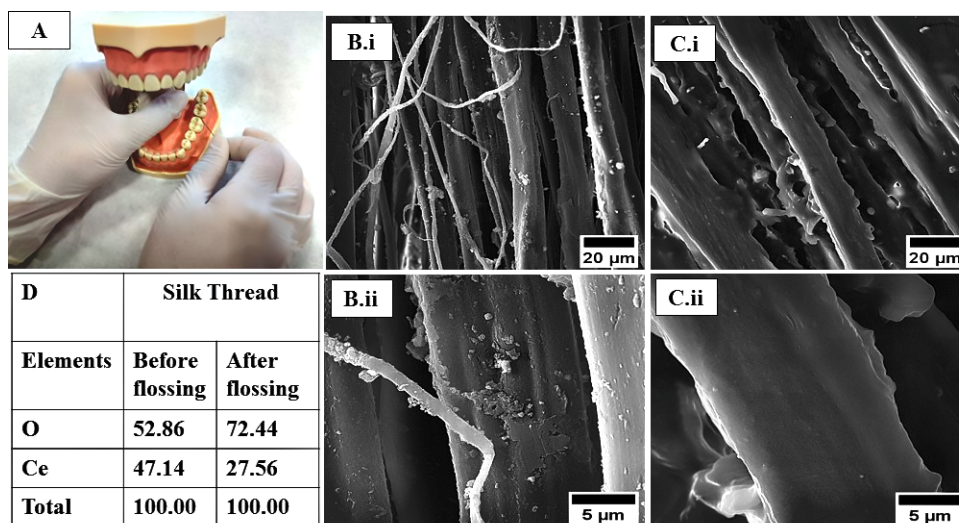 A
B.i
20 µm
C.i
20 µm
D Silk Thread
Elements Before flossing After flossing
O 52.86 72.44
Ce 47.14 27.56
Total 100.00 100.00
B.ii
5 µm
C.ii
5 µm